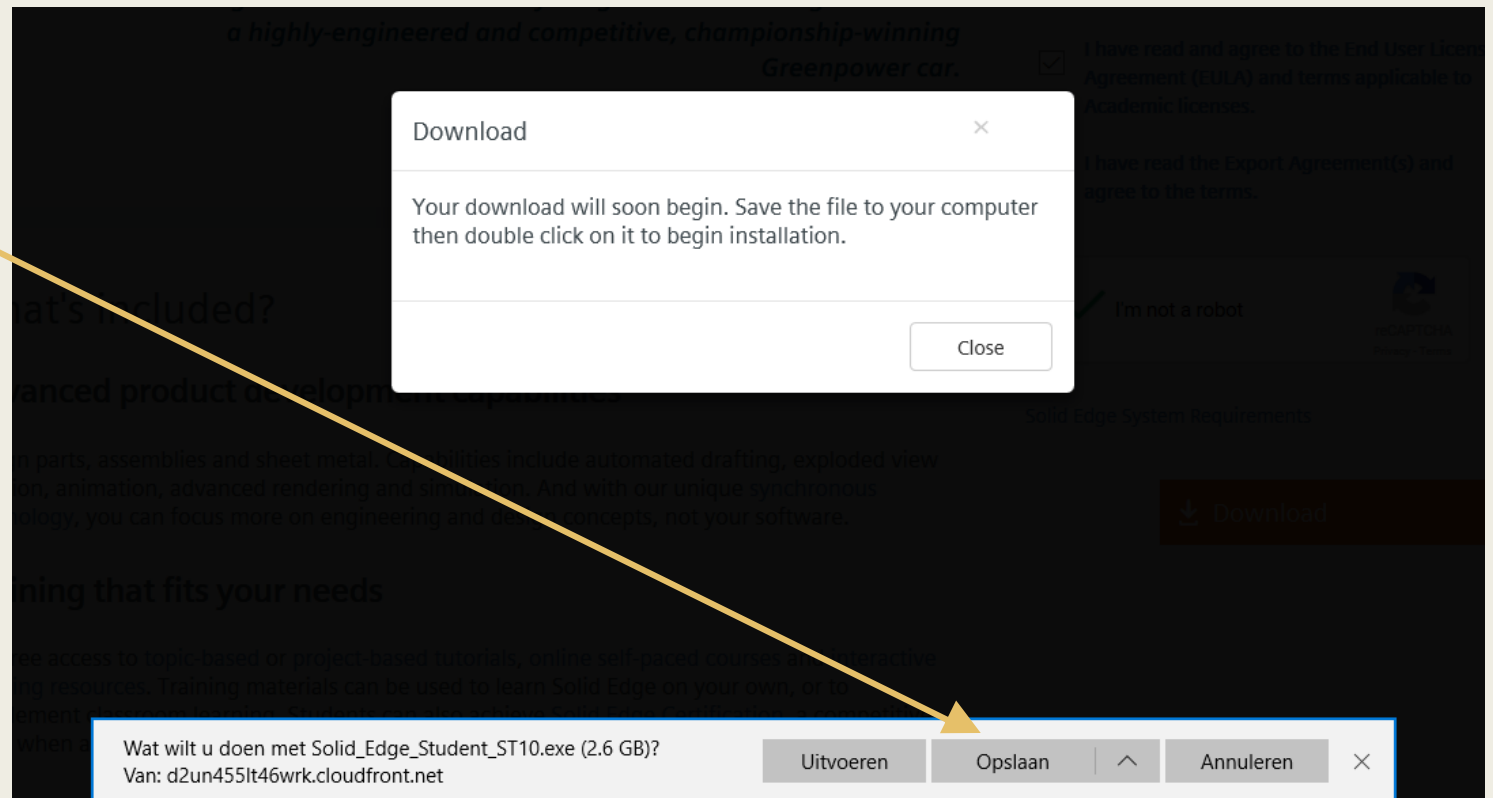 a highly-engineered and competitive, championship-winning
Greenpower car.
I have read and agree to the End User Licens
Agreement (EULA) and terms applicable to
Academic licenses.
I have read the Export Agreement(s) and
agree to the terms.
Download
Your download will soon begin. Save the file to your computer
then double click on it to begin installation.
Close
I'm not a robot
reCAPTCHA
hat's included?
vanced product development capabilities
Solid Edge System Requirements
n parts, assemblies and sheet metal. Capabilities include automated drafting, exploded view
ion, animation, advanced rendering and simulation. And with our unique synchronous
nology, you can focus more on engineering and design concepts, not your software.
Download
ining that fits your needs
ree access to topic-based or project-based tutorials, online self-paced courses and interactive
ing resources. Training materials can be used to learn Solid Edge on your own, or to
ement classroom learning. Students can also achieve Solid Edge Certification, a competitiv
when a
Wat wilt u doen met Solid_Edge_Student_ST10.exe (2.6 GB)?
Van: d2un455lt46wrk.cloudfront.net
Uitvoeren
Opslaan
Annuleren